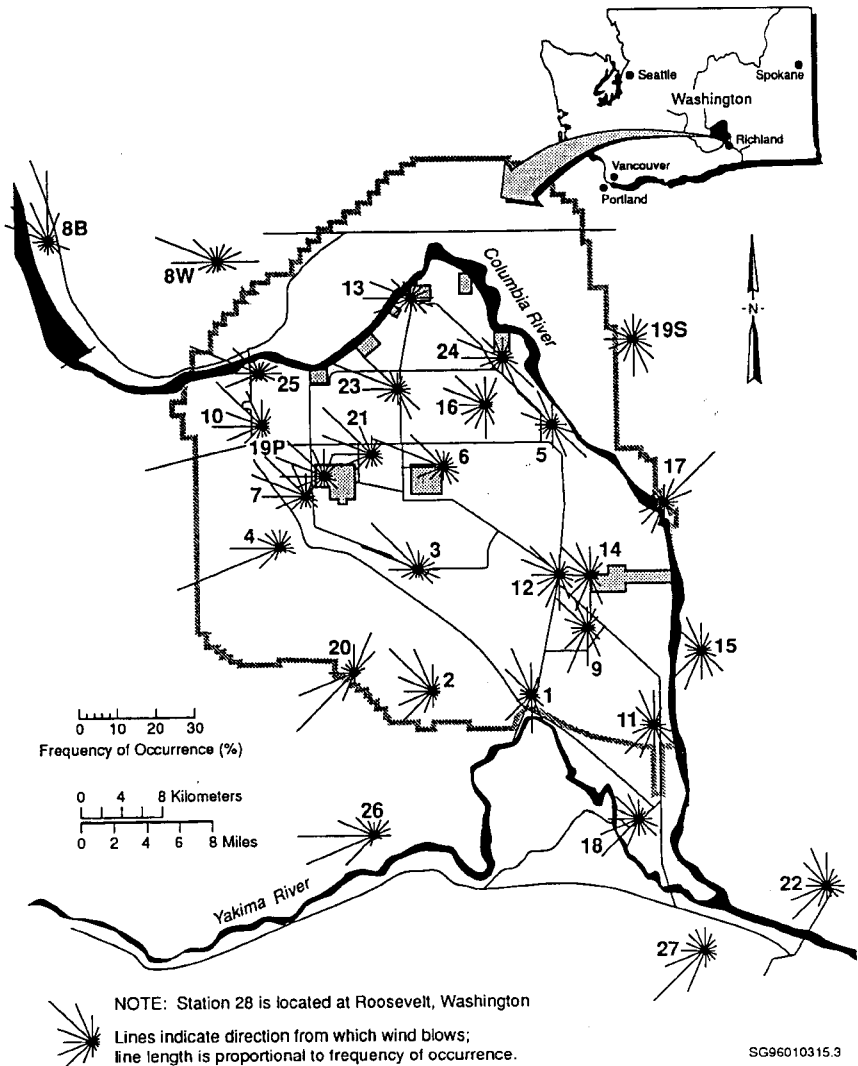 Seattle
Spokane
Washington
Richland
Vancouver
Portland
8B
8W
Columbia River
13
-N-
19S
24
25
23
16
10
21
19P
6
5
17
7
4
3
14
12
20
2
9
15
1
11
0 10 20 30
Frequency of Occurrence (%)
0 4 8 Kilometers
0 2 4 6 8 Miles
26
18
22
Yakima River
27
NOTE: Station 28 is located at Roosevelt, Washington
Lines indicate direction from which wind blows;
line length is proportional to frequency of occurrence.
SG96010315.3